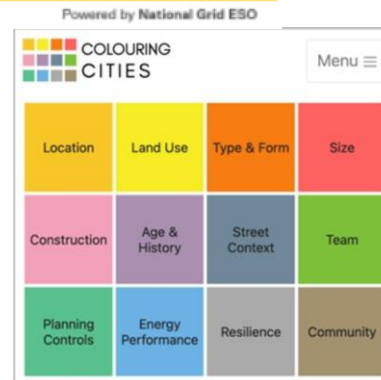 Powered by National Grid ESO
COLOURING
CITIES
Menu
Location
Land Use
Type & Form
Size
Construction
Age &
History
Street
Context
Team
Planning
Controls
Energy
Performance
Resilience
Community